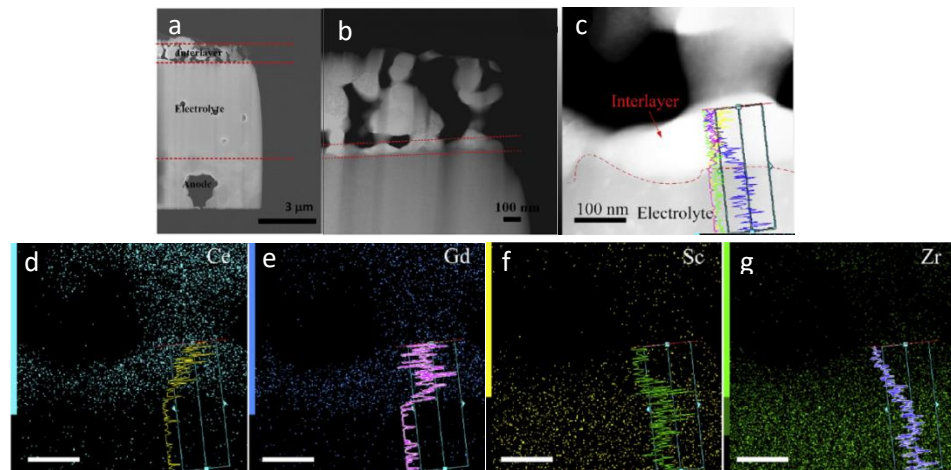 a
Interlayer
Electrolyte
Anode
3 μm
b
100 nm
c
Interlayer
100 nm
Electrolyte
d
Ce
e
Gd
f
Sc
g
Zr